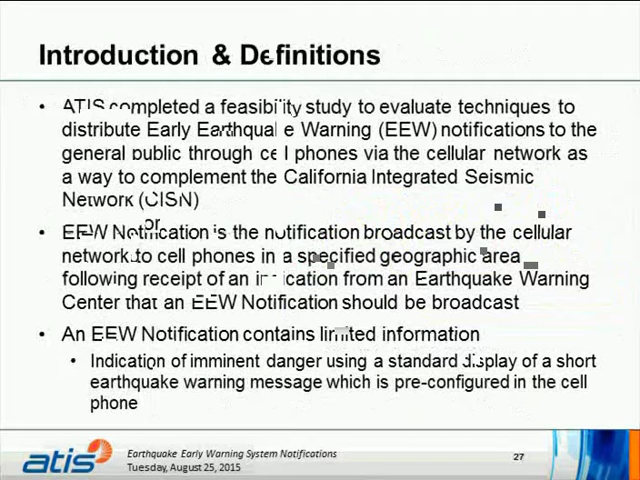 Introduction & Definitions
• ATIS completed a feasibility study to evaluate techniques to
distribute Early Earthquake Warning (EEW) notifications to the
general public through cell phones via the cellular network as
a way to complement the California Integrated Seismic
Network (CISN)
• EEW Notification is the notification broadcast by the cellular
network to cell phones in a specified geographic area
following receipt of an indication from an Earthquake Warning
Center that an EEW Notification should be broadcast
• An EEW Notification contains limited information
• Indication of imminent danger using a standard display of a short
earthquake warning message which is pre-configured in the cell
phone
atis
Earthquake Early Warning System Notifications
27
Tuesday, August 25, 2015